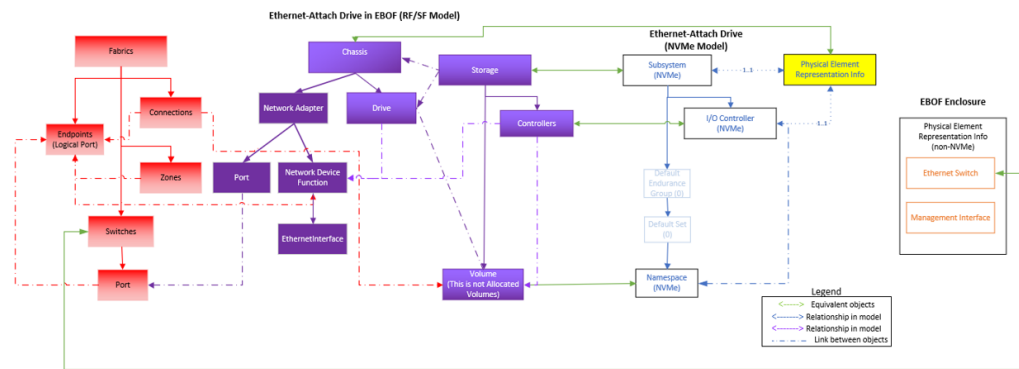 Ethernet-Attach Drive in EBOF (RF/SF Model)
Ethernet-Attach Drive
(NVMe Model)
Fabrics
Chassis
Storage
Subsystem
(NVMe)
1..1
Physical Element
Representation Info
Network Adapter
Drive
Connections
Controllers
I/O Controller
(NVMe)
1..1
EBOF Enclosure
Endpoints
(Logical Port)
Physical Element
Representation Info
(non-NVMe)
Zones
Port
Network Device
Function
Default
Endurance
Group (0)
Ethernet Switch
Switches
EthernetInterface
Default Set
(0)
Management Interface
Port
Volume
(This is not Allocated
Volumes)
Namespace
(NVMe)
Legend
Equivalent objects
Relationship in model
Relationship in model
Link between objects